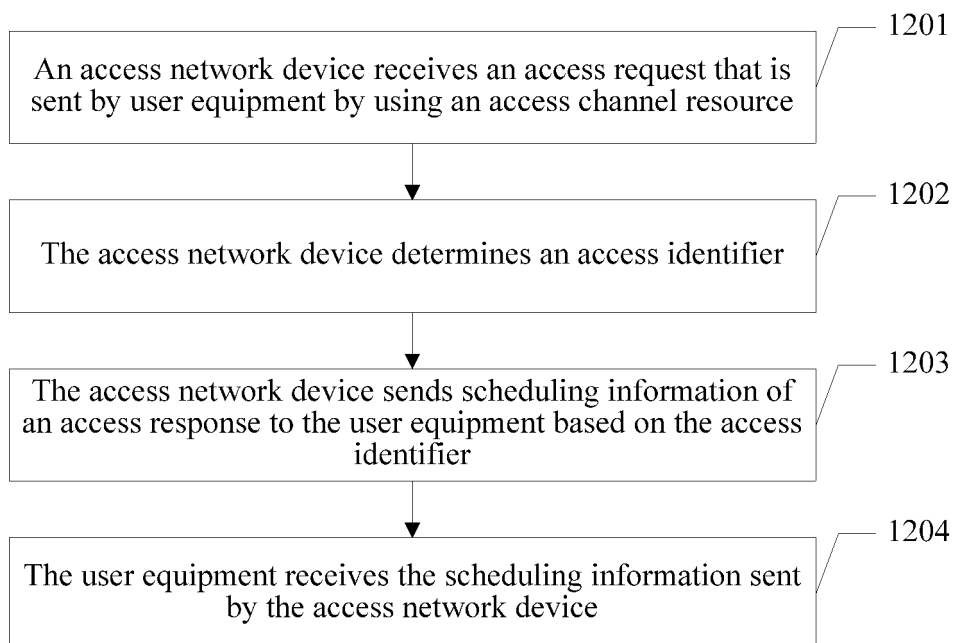 1201
An access network device receives an access request that is
sent by user equipment by using an access channel resource
1202
The access network device determines an access identifier
1203
The access network device sends scheduling information of
an access response to the user equipment based on the access
identifier
1204
The user equipment receives the scheduling information sent
by the access network device